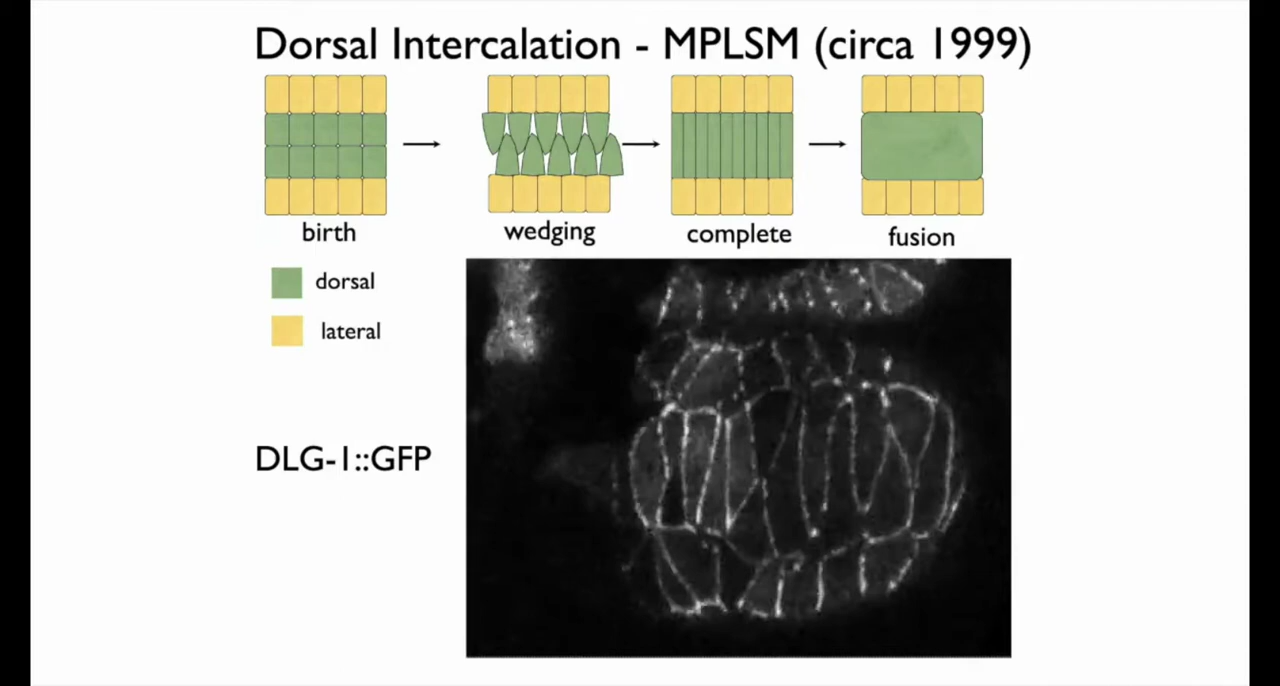 Dorsal Intercalation - MPLSM (circa 1999)
birth
wedging
complete
fusion
dorsal
lateral
DLG-1::GFP